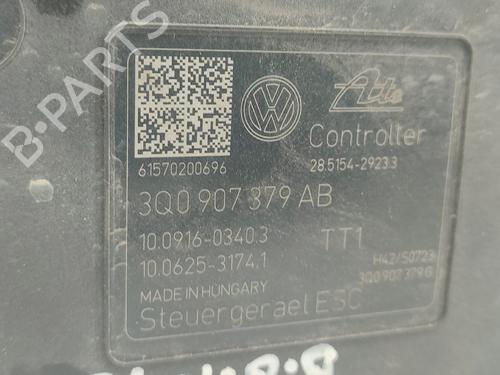 B-PARTS
Ate
Controller
61570200696
28.5154-2923.3
3Q0 907 379 AB
10.0916-0340.3
TT1
10.0625-3174.1
H42/S0723
3Q0 907 379 G
MADE IN HUNGARY
Steuergerael ESC